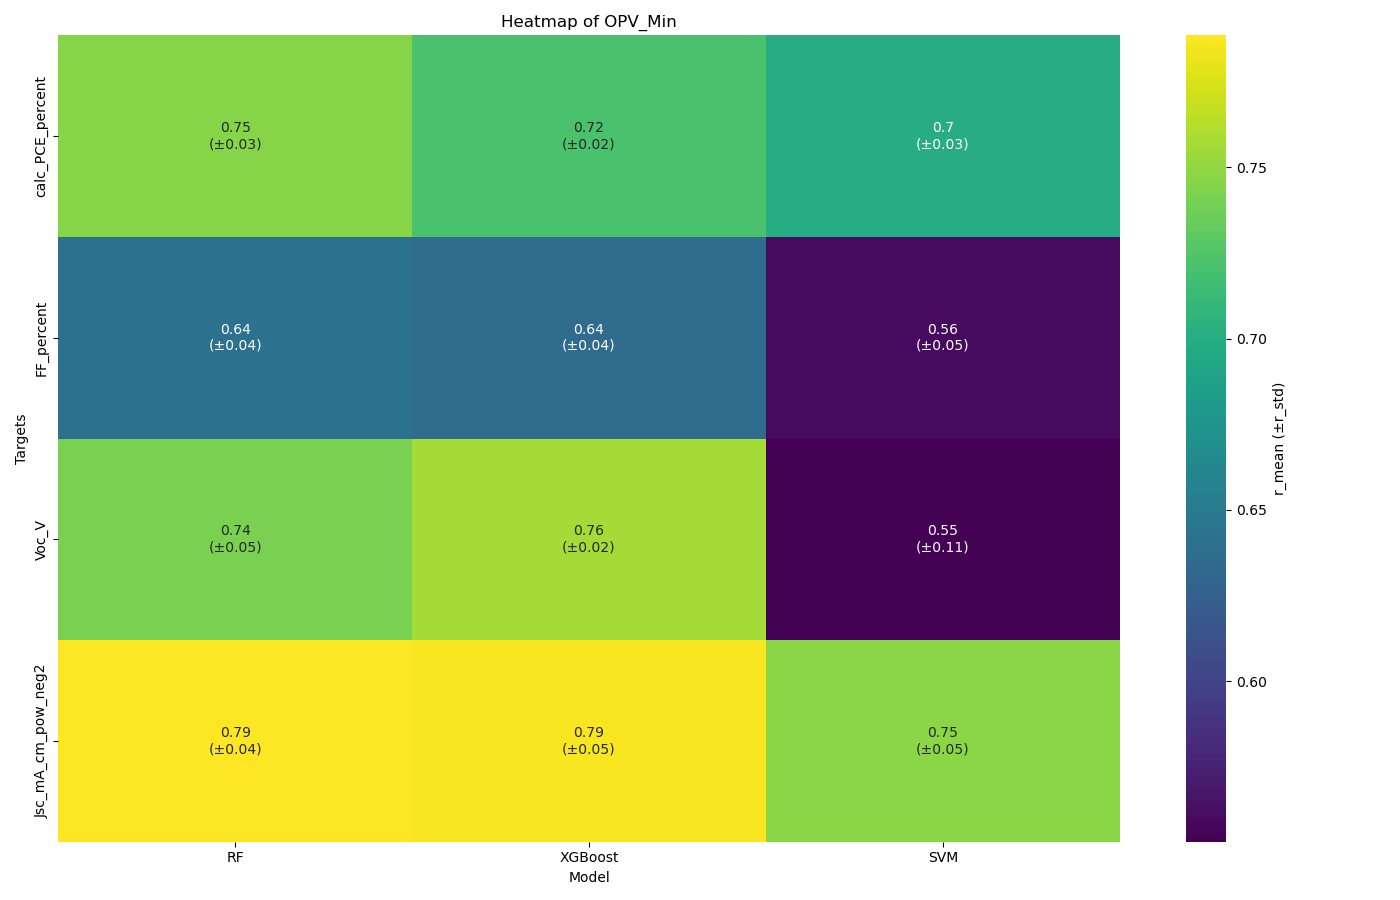 Heatmap of OPV_Min
Targets
calc_PCE_percent
0.75
(±0.03)
0.72
(±0.02)
0.7
(±0.03)
FF_percent
0.64
(±0.04)
0.64
(±0.04)
0.56
(±0.05)
Voc_V
0.74
(±0.05)
0.76
(±0.02)
0.55
(±0.11)
Jsc_mA_cm_pow_neg2
0.79
(±0.04)
0.79
(±0.05)
0.75
(±0.05)
RF
XGBoost
SVM
Model
0.75
0.70
0.65
0.60
r_mean (±r_std)